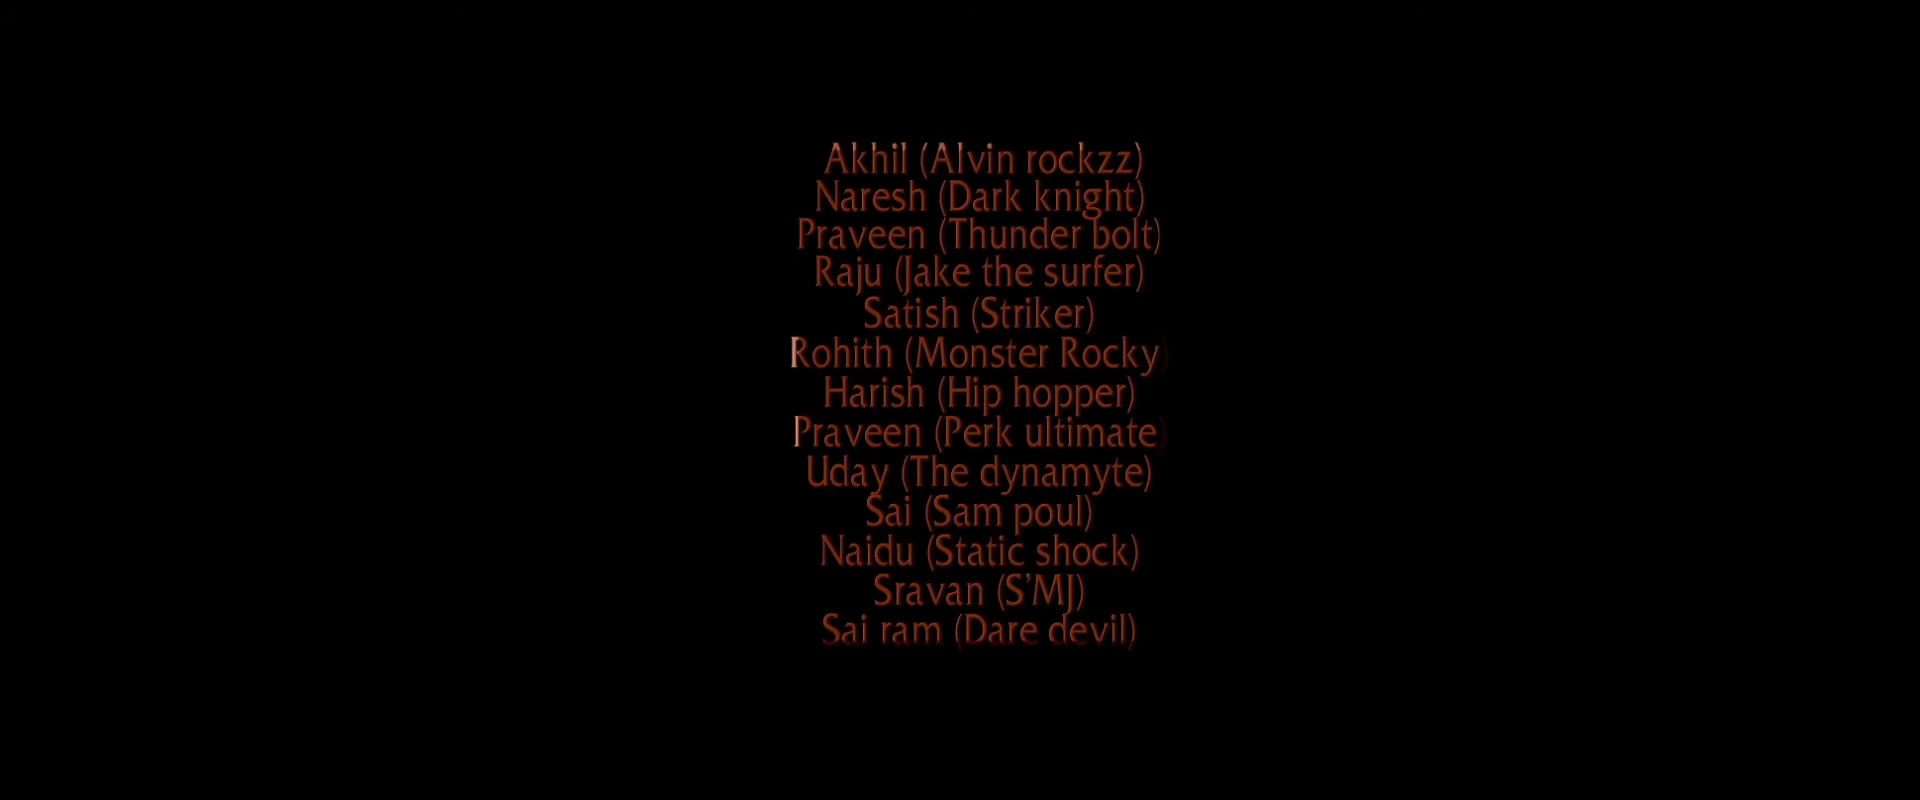 Akhil (Alvin rockzz)
Naresh (Dark knight)
Praveen (Thunder bolt)
Raju (Jake the surfer)
Satish (Striker)
Rohith (Monster Rocky)
Harish (Hip hopper)
Praveen (Perk ultimate)
Uday (The dynamyte)
Sai (Sam poul)
Naidu (Static shock)
Sravan (S'MJ)
Sai ram (Dare devil)